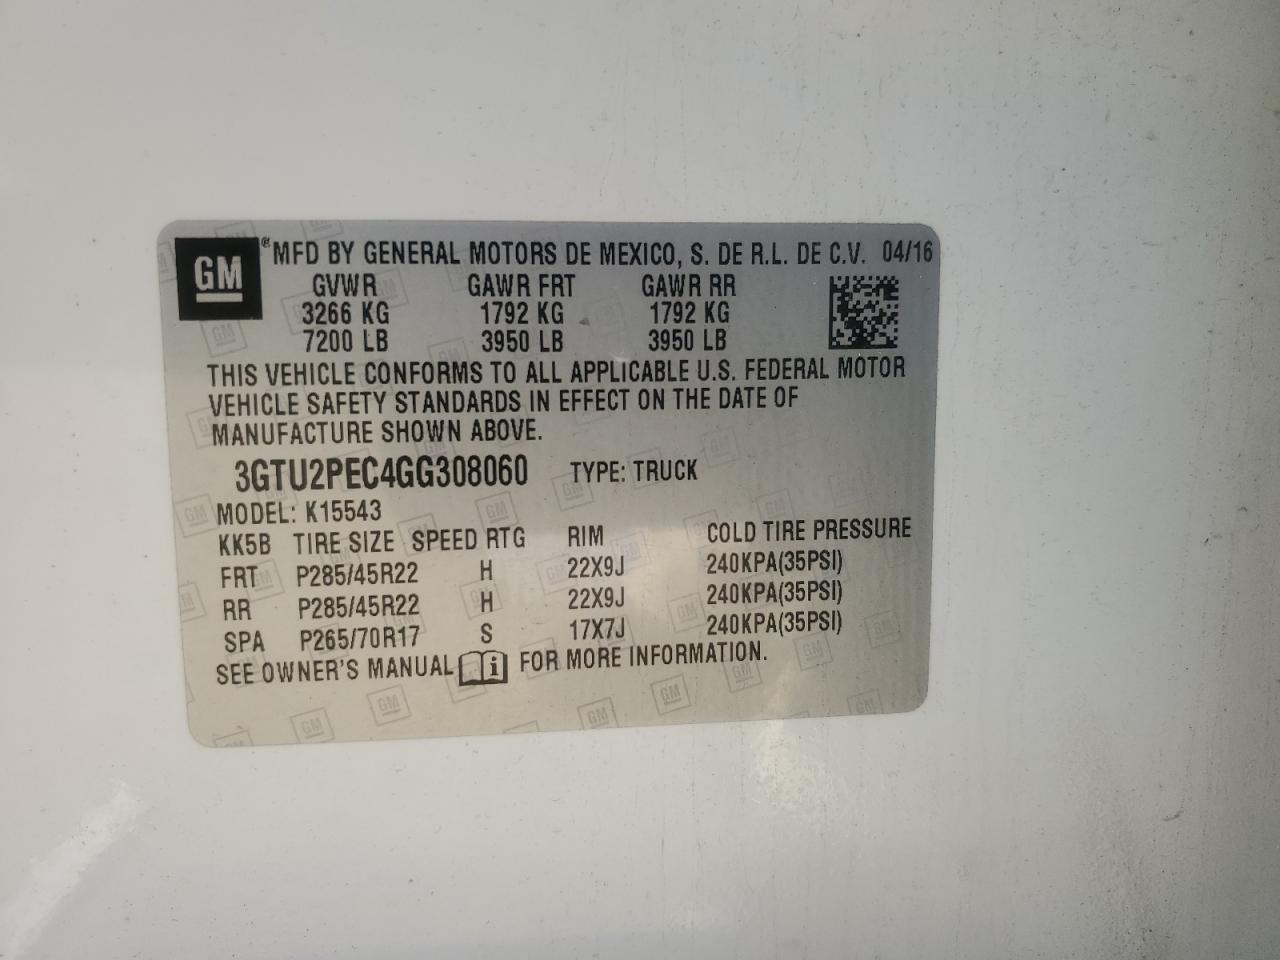 GM ® MFD BY GENERAL MOTORS DE MEXICO, S. DE R.L. DE C.V. 04/16
GVWR GAWR FRT GAWR RR
3266 KG 1792 KG 1792 KG
7200 LB 3950 LB 3950 LB
THIS VEHICLE CONFORMS TO ALL APPLICABLE U.S. FEDERAL MOTOR
VEHICLE SAFETY STANDARDS IN EFFECT ON THE DATE OF
MANUFACTURE SHOWN ABOVE.
3GTU2PEC4GG308060 TYPE: TRUCK
MODEL: K15543
KK5B TIRE SIZE SPEED RTG RIM COLD TIRE PRESSURE
FRT P285/45R22 H 22X9J 240KPA(35PSI)
RR P285/45R22 H 22X9J 240KPA(35PSI)
SPA P265/70R17 S 17X7J 240KPA(35PSI)
SEE OWNER'S MANUAL i FOR MORE INFORMATION.